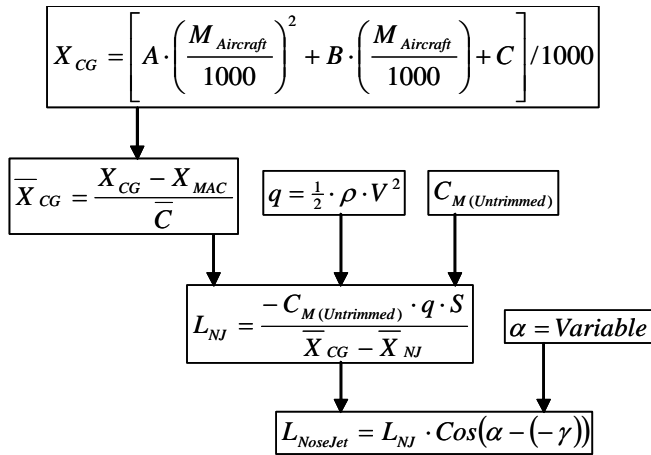 X_CG = [A·(M_Aircraft/1000)² + B·(M_Aircraft/1000) + C]/1000
X̅_CG = (X_CG − X_MAC)/C̅
q = ½·ρ·V²
C_M(Untrimmed)
L_NJ = (−C_M(Untrimmed)·q·S)/(X̅_CG − X̅_NJ)
α = Variable
L_NoseJet = L_NJ·Cos(α−(−γ))